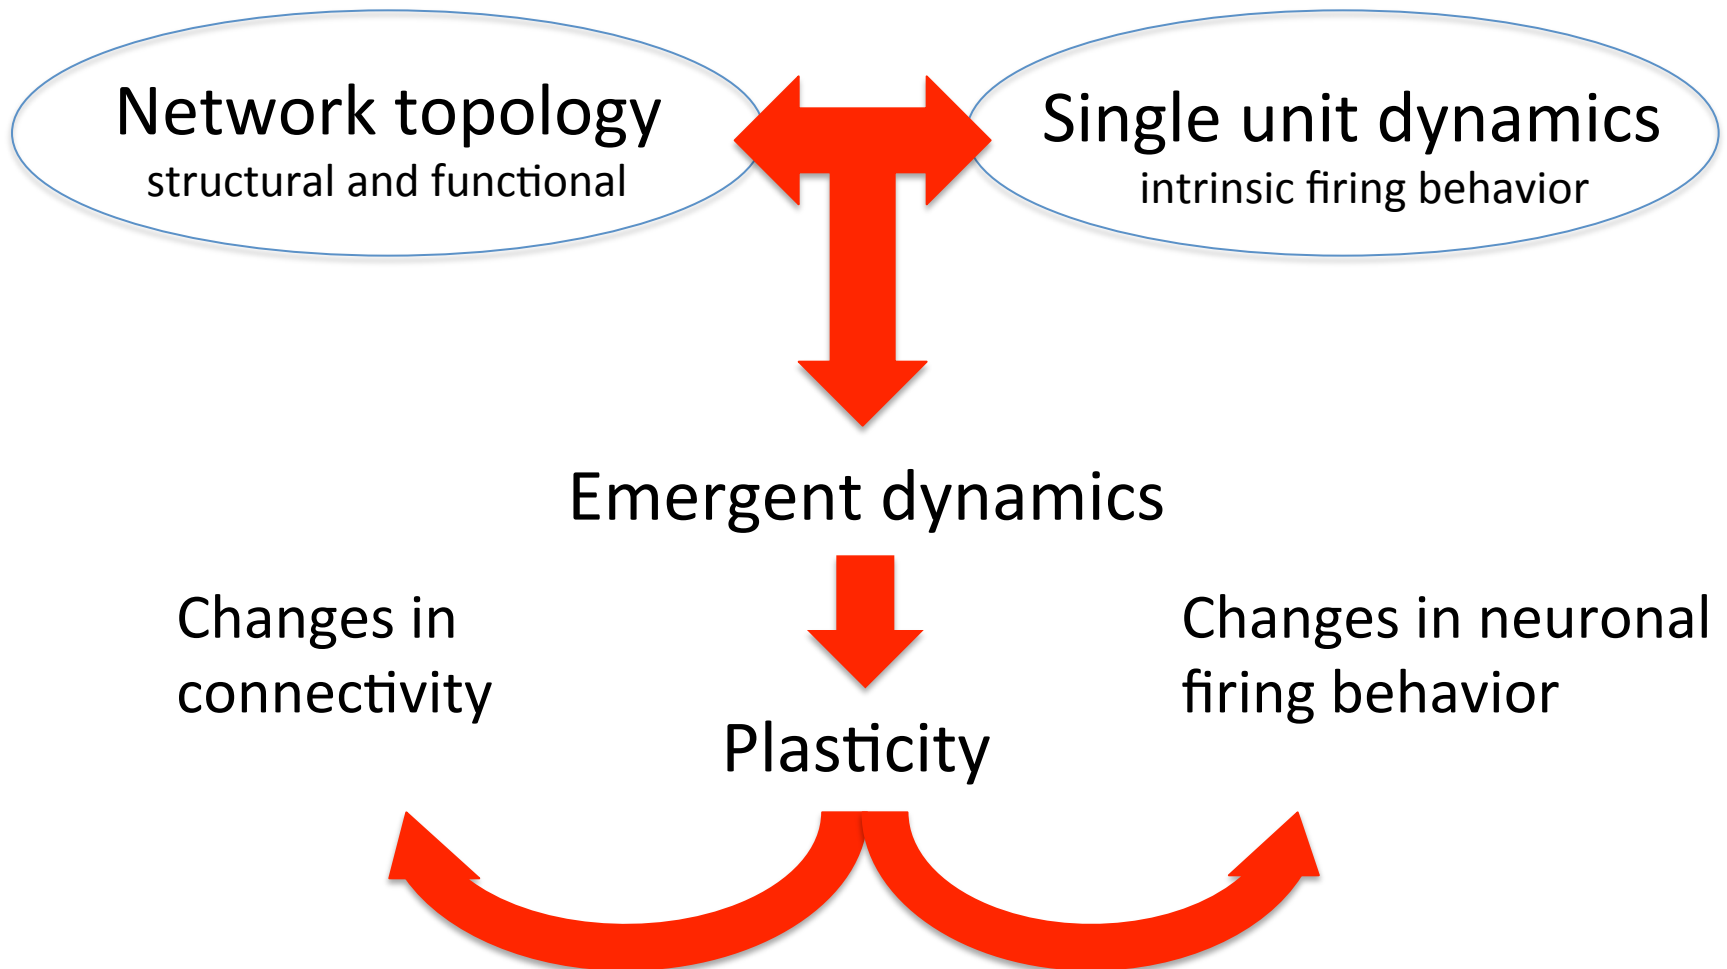 Network topology
structural and functional
Single unit dynamics
intrinsic firing behavior
Emergent dynamics
Changes in
connectivity
Changes in neuronal
firing behavior
Plasticity